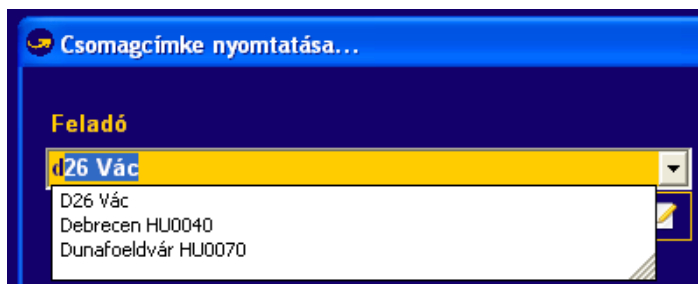 Csomagcímke nyomtatása...
Feladó
d26 Vác
D26 Vác
Debrecen HU0040
Dunafoeldvár HU0070